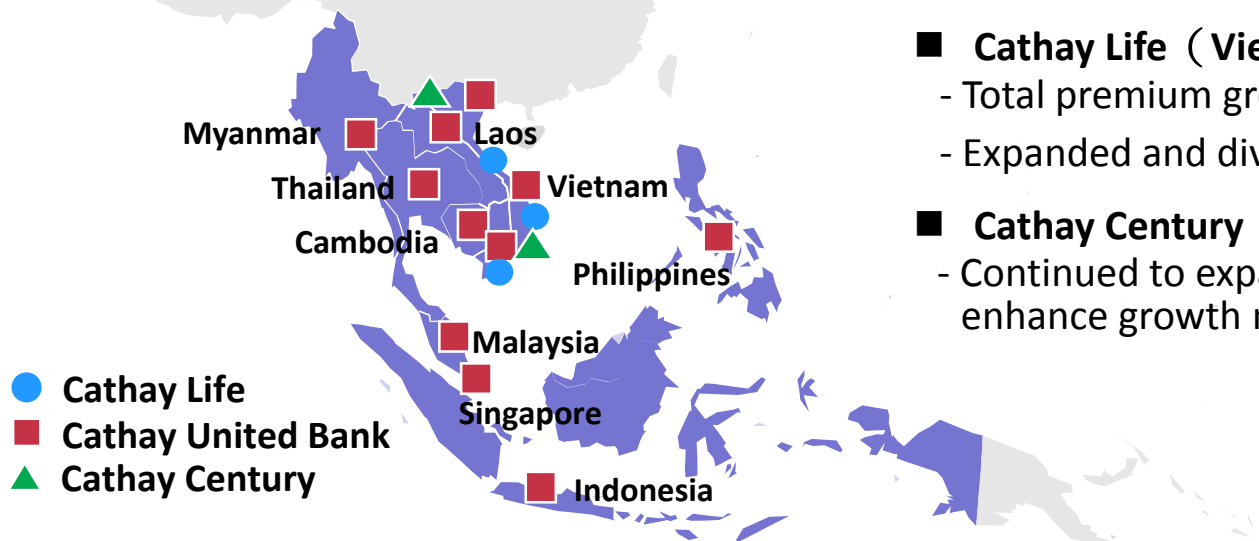 Myanmar
Laos
Thailand
Vietnam
Cambodia
Philippines
Malaysia
Singapore
Indonesia
Cathay Life
Cathay United Bank
Cathay Century
■ Cathay Life（Vie
- Total premium gr
- Expanded and div
■ Cathay Century
- Continued to exp
enhance growth